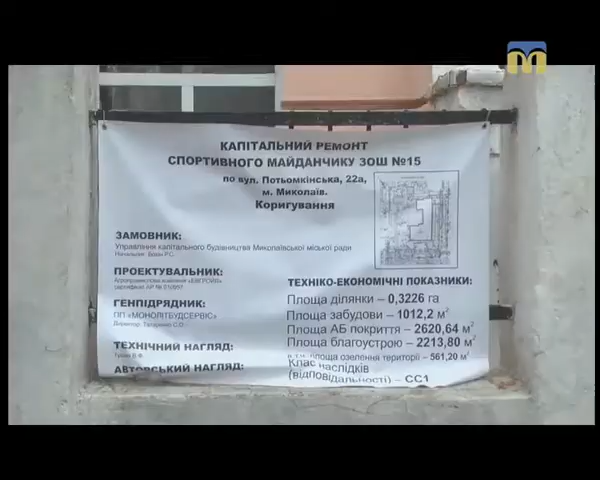 КАПІТАЛЬНИЙ РЕМОНТ
СПОРТИВНОГО МАЙДАНЧИКУ ЗОШ №15
по вул. Потьомкінська, 22а,
м. Миколаїв.
Коригування
ЗАМОВНИК:
Управління капітального будівництва Миколаївської міської ради
ПРОЕКТУВАЛЬНИК:
ГЕНПІДРЯДНИК:
ПП «МОНОЛІТБУДСЕРВІС»
Директор
ТЕХНІЧНИЙ НАГЛЯД:
АВТОРСЬКИЙ НАГЛЯД:
ТЕХНІКО-ЕКОНОМІЧНІ ПОКАЗНИКИ:
Площа ділянки – 0,3226 га
Площа забудови – 1012,2 м²
Площа АБ покриття – 2620,64 м²
Площа благоустрою – 2213,80 м²
в т.ч. площа озелення території – 561,20 м²
Клас наслідків
(відповідальності) – СС1